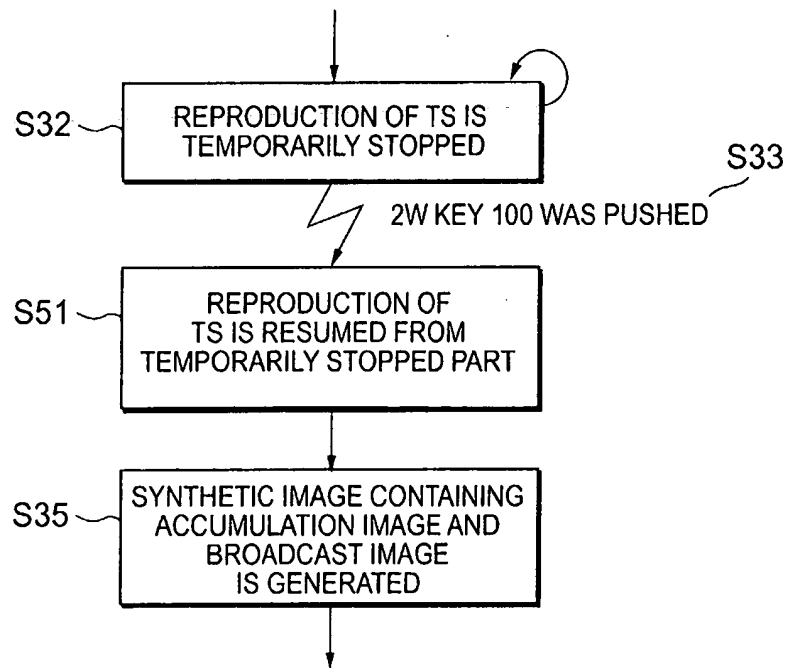 S32
REPRODUCTION OF TS IS
TEMPORARILY STOPPED
S33
2W KEY 100 WAS PUSHED
S51
REPRODUCTION OF
TS IS RESUMED FROM
TEMPORARILY STOPPED PART
S35
SYNTHETIC IMAGE CONTAINING
ACCUMULATION IMAGE AND
BROADCAST IMAGE
IS GENERATED